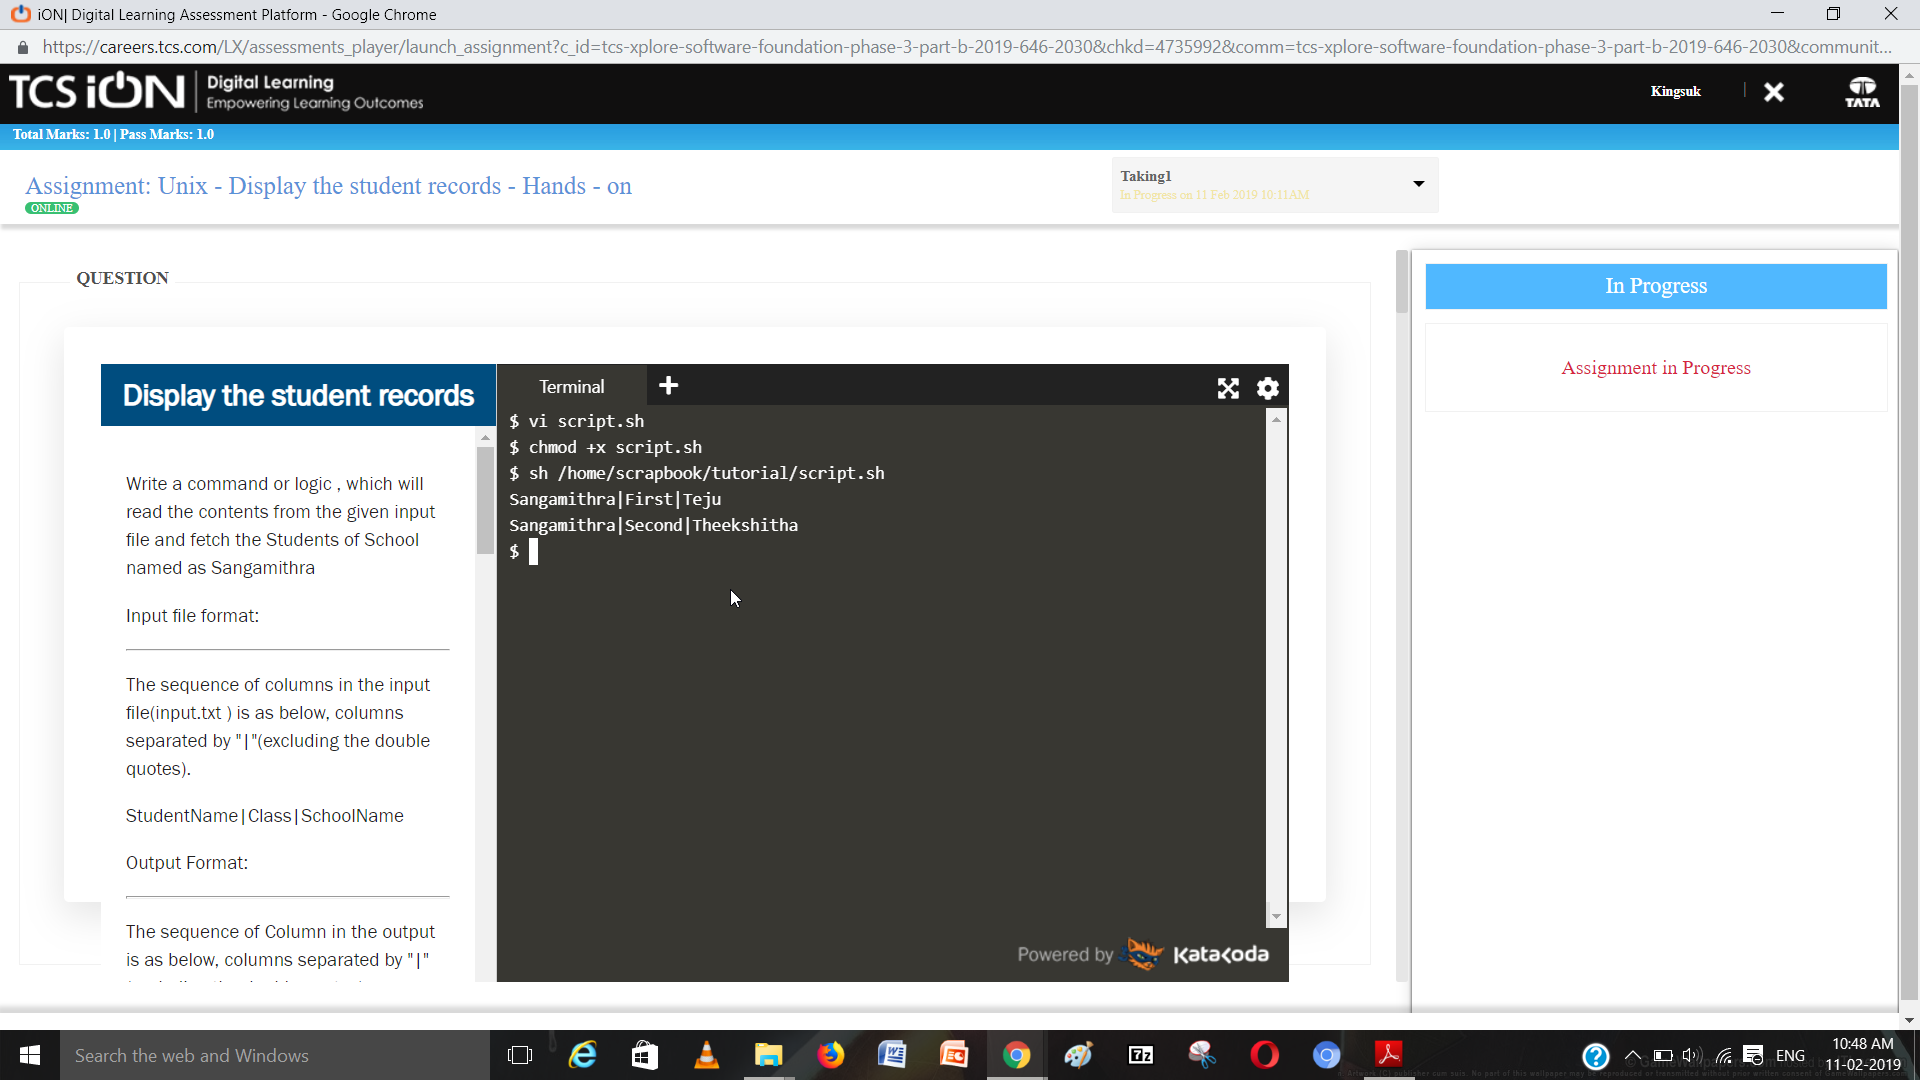 iON| Digital Learning Assessment Platform - Google Chrome
https://careers.tcs.com/LX/assessments_player/launch_assignment?c_id=tcs-xplore-software-foundation-phase-3-part-b-2019-646-2030&chkd=4735992&comm=tcs-xplore-software-foundation-phase-3-part-b-2019-646-2030&communit...
TCS iON Digital Learning
Empowering Learning Outcomes
Kingsuk
TATA
Total Marks: 1.0 | Pass Marks: 1.0
Assignment: Unix - Display the student records - Hands - on
ONLINE
Taking1
In Progress on 11 Feb 2019 10:11AM
QUESTION
In Progress
Assignment in Progress
Display the student records
Write a command or logic , which will
read the contents from the given input
file and fetch the Students of School
named as Sangamithra
Input file format:
The sequence of columns in the input
file(input.txt ) is as below, columns
separated by "|"(excluding the double
quotes).
StudentName|Class|SchoolName
Output Format:
The sequence of Column in the output
is as below, columns separated by "|"
Terminal
$ vi script.sh
$ chmod +x script.sh
$ sh /home/scrapbook/tutorial/script.sh
Sangamithra|First|Teju
Sangamithra|Second|Theekshitha
$
Powered by Katacoda
Search the web and Windows
ENG
10:48 AM
11-02-2019